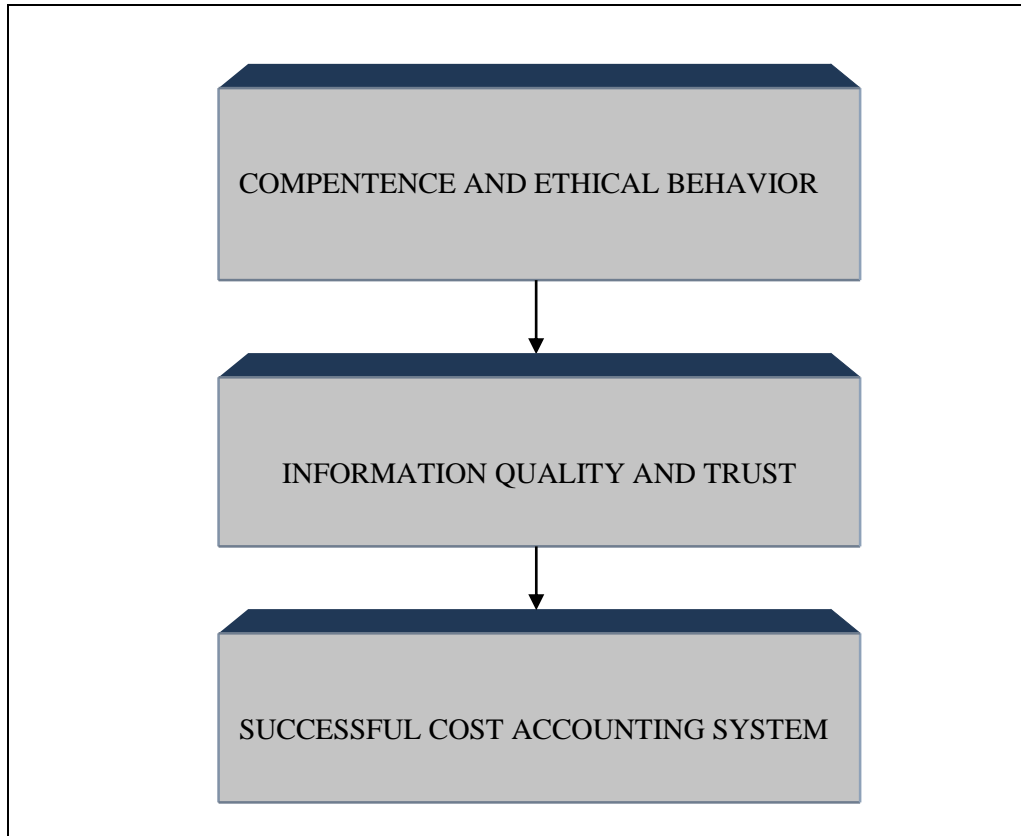 COMPENTENCE AND ETHICAL BEHAVIOR
INFORMATION QUALITY AND TRUST
SUCCESSFUL COST ACCOUNTING SYSTEM